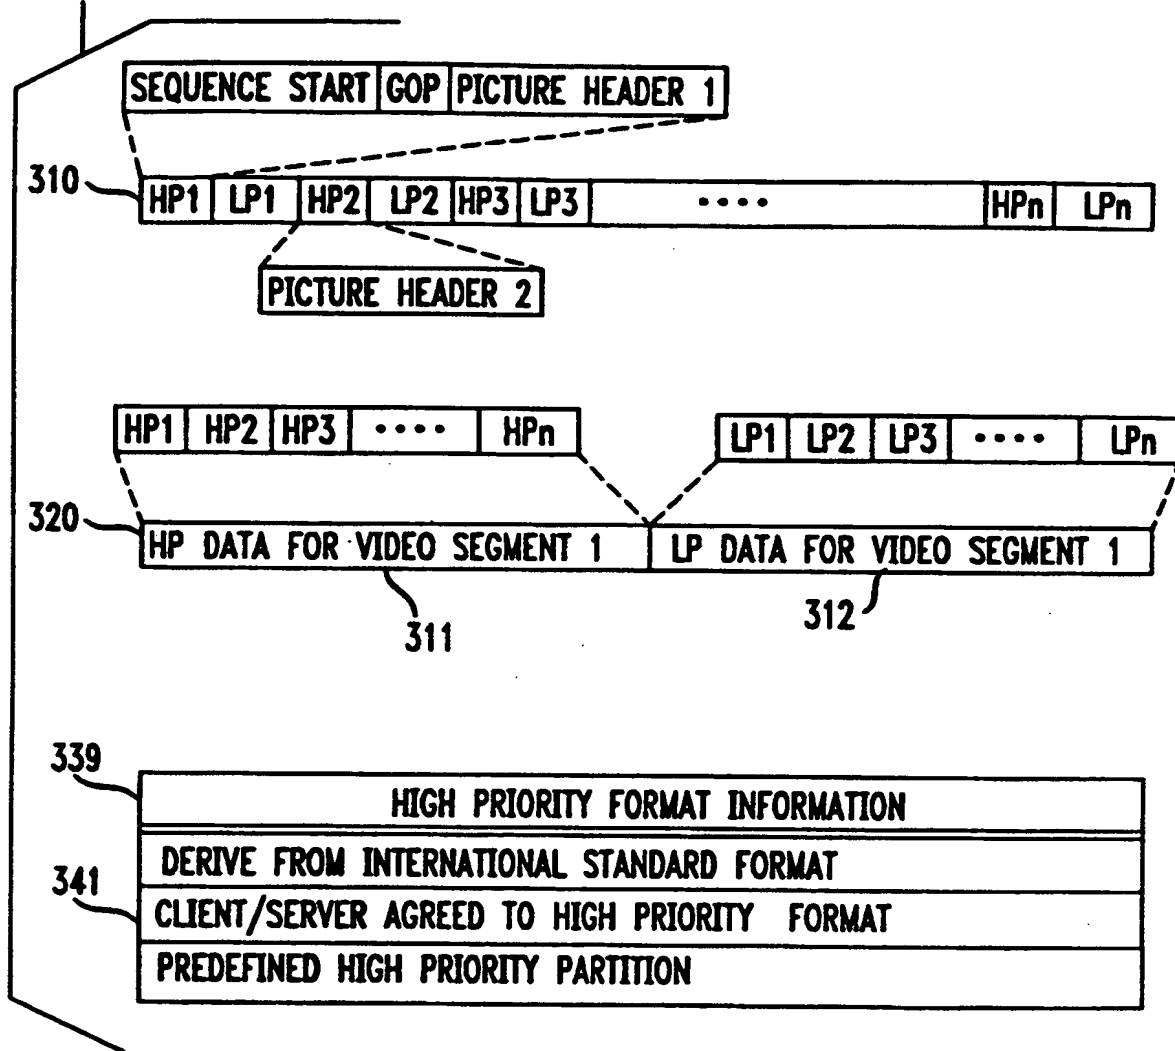 SEQUENCE START GOP PICTURE HEADER 1
310 HP1 LP1 HP2 LP2 HP3 LP3 •••• HPn LPn
PICTURE HEADER 2
HP1 HP2 HP3 •••• HPn LP1 LP2 LP3 •••• LPn
320 HP DATA FOR VIDEO SEGMENT 1 LP DATA FOR VIDEO SEGMENT 1
311 312
339
HIGH PRIORITY FORMAT INFORMATION
DERIVE FROM INTERNATIONAL STANDARD FORMAT
341
CLIENT/SERVER AGREED TO HIGH PRIORITY FORMAT
PREDEFINED HIGH PRIORITY PARTITION